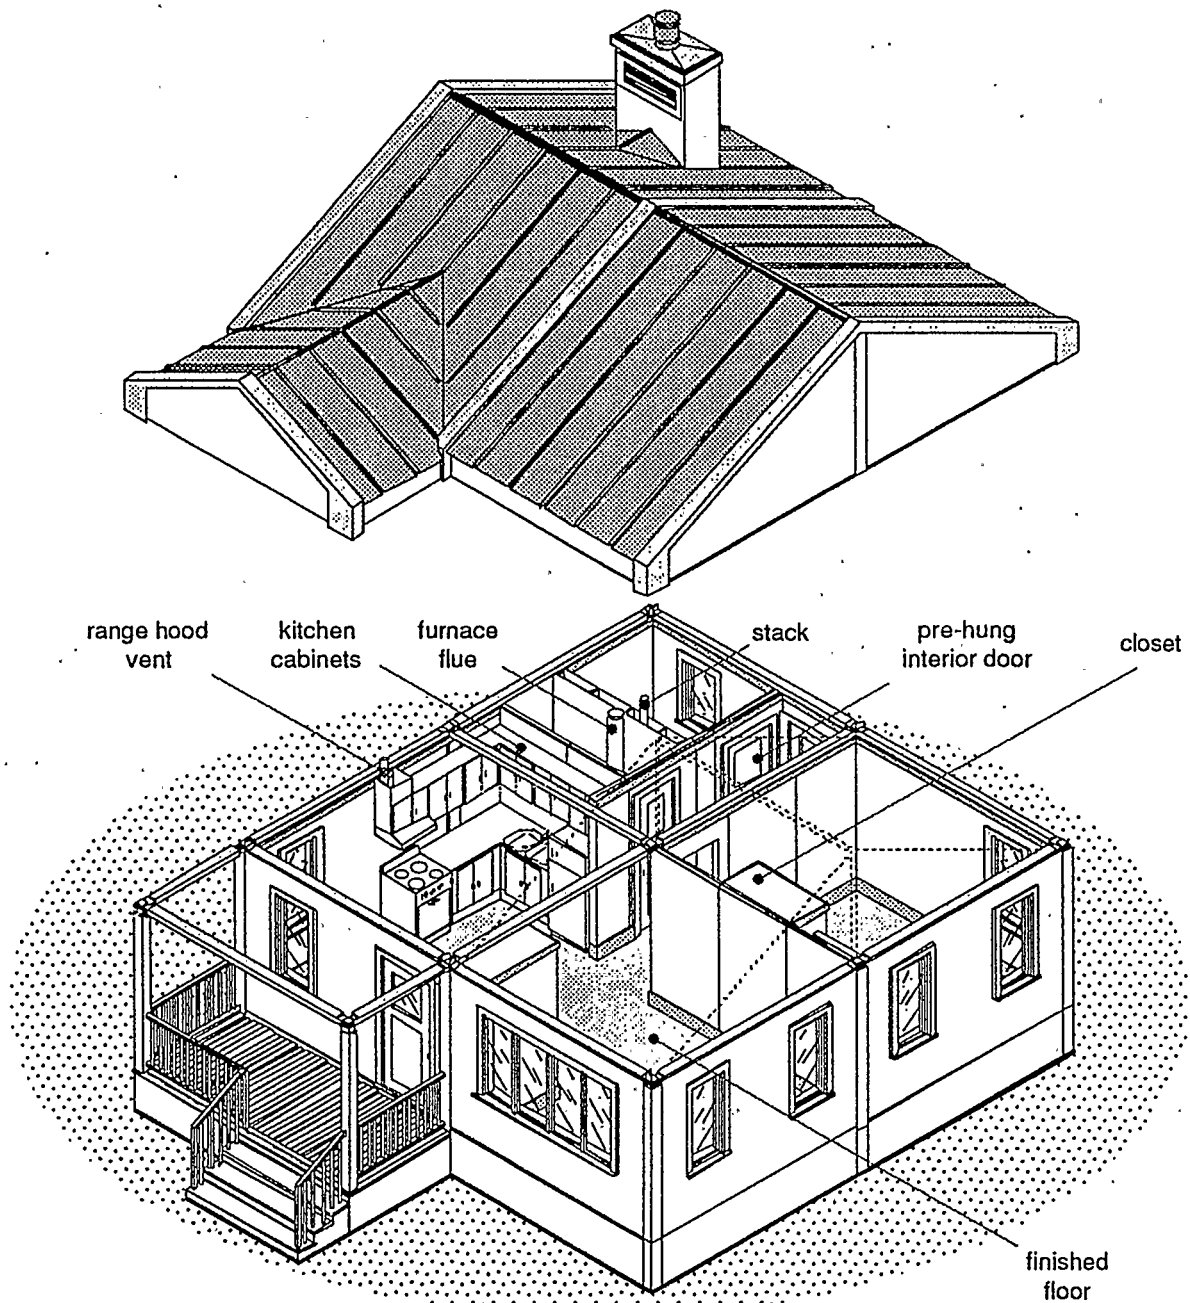 range hood
vent
kitchen
cabinets
furnace
flue
stack
pre-hung
interior door
closet
finished
floor